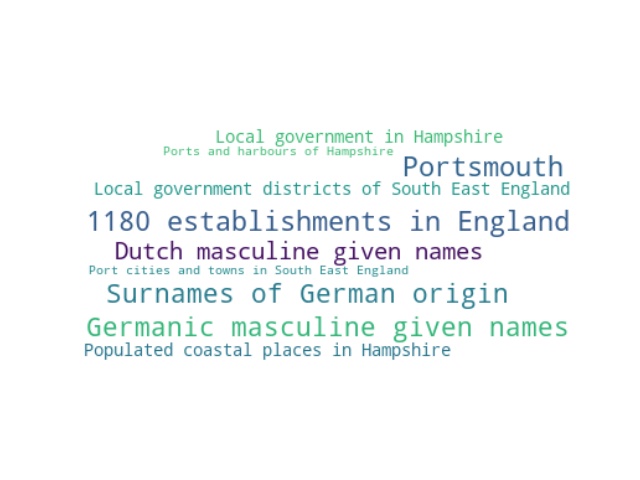 Local government in Hampshire
Ports and harbours of Hampshire
Portsmouth
Local government districts of South East England
1180 establishments in England
Dutch masculine given names
Port cities and towns in South East England
Surnames of German origin
Germanic masculine given names
Populated coastal places in Hampshire